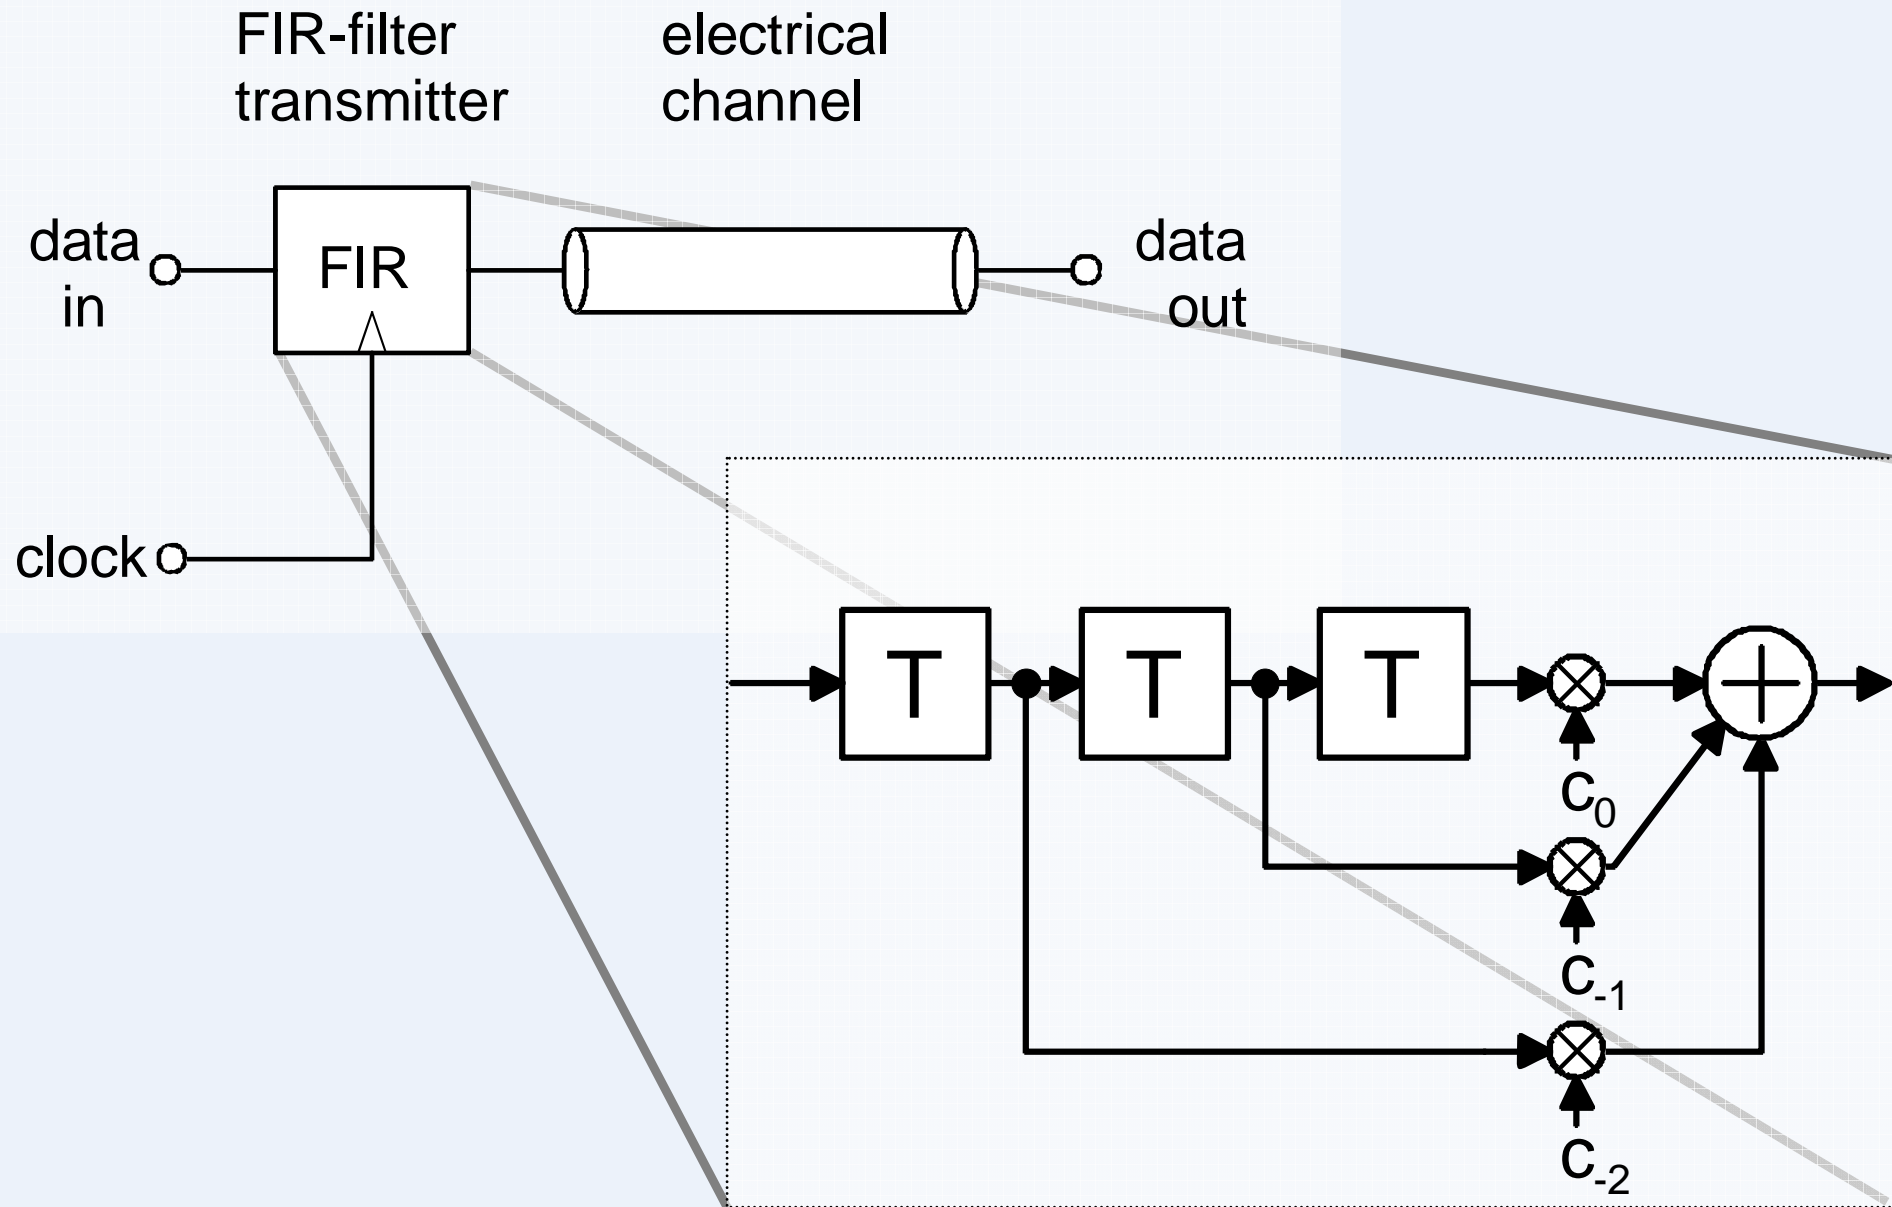 FIR-filter
transmitter
electrical
channel
data
in
FIR
data
out
clock
T
T
T
c0
c-1
c-2